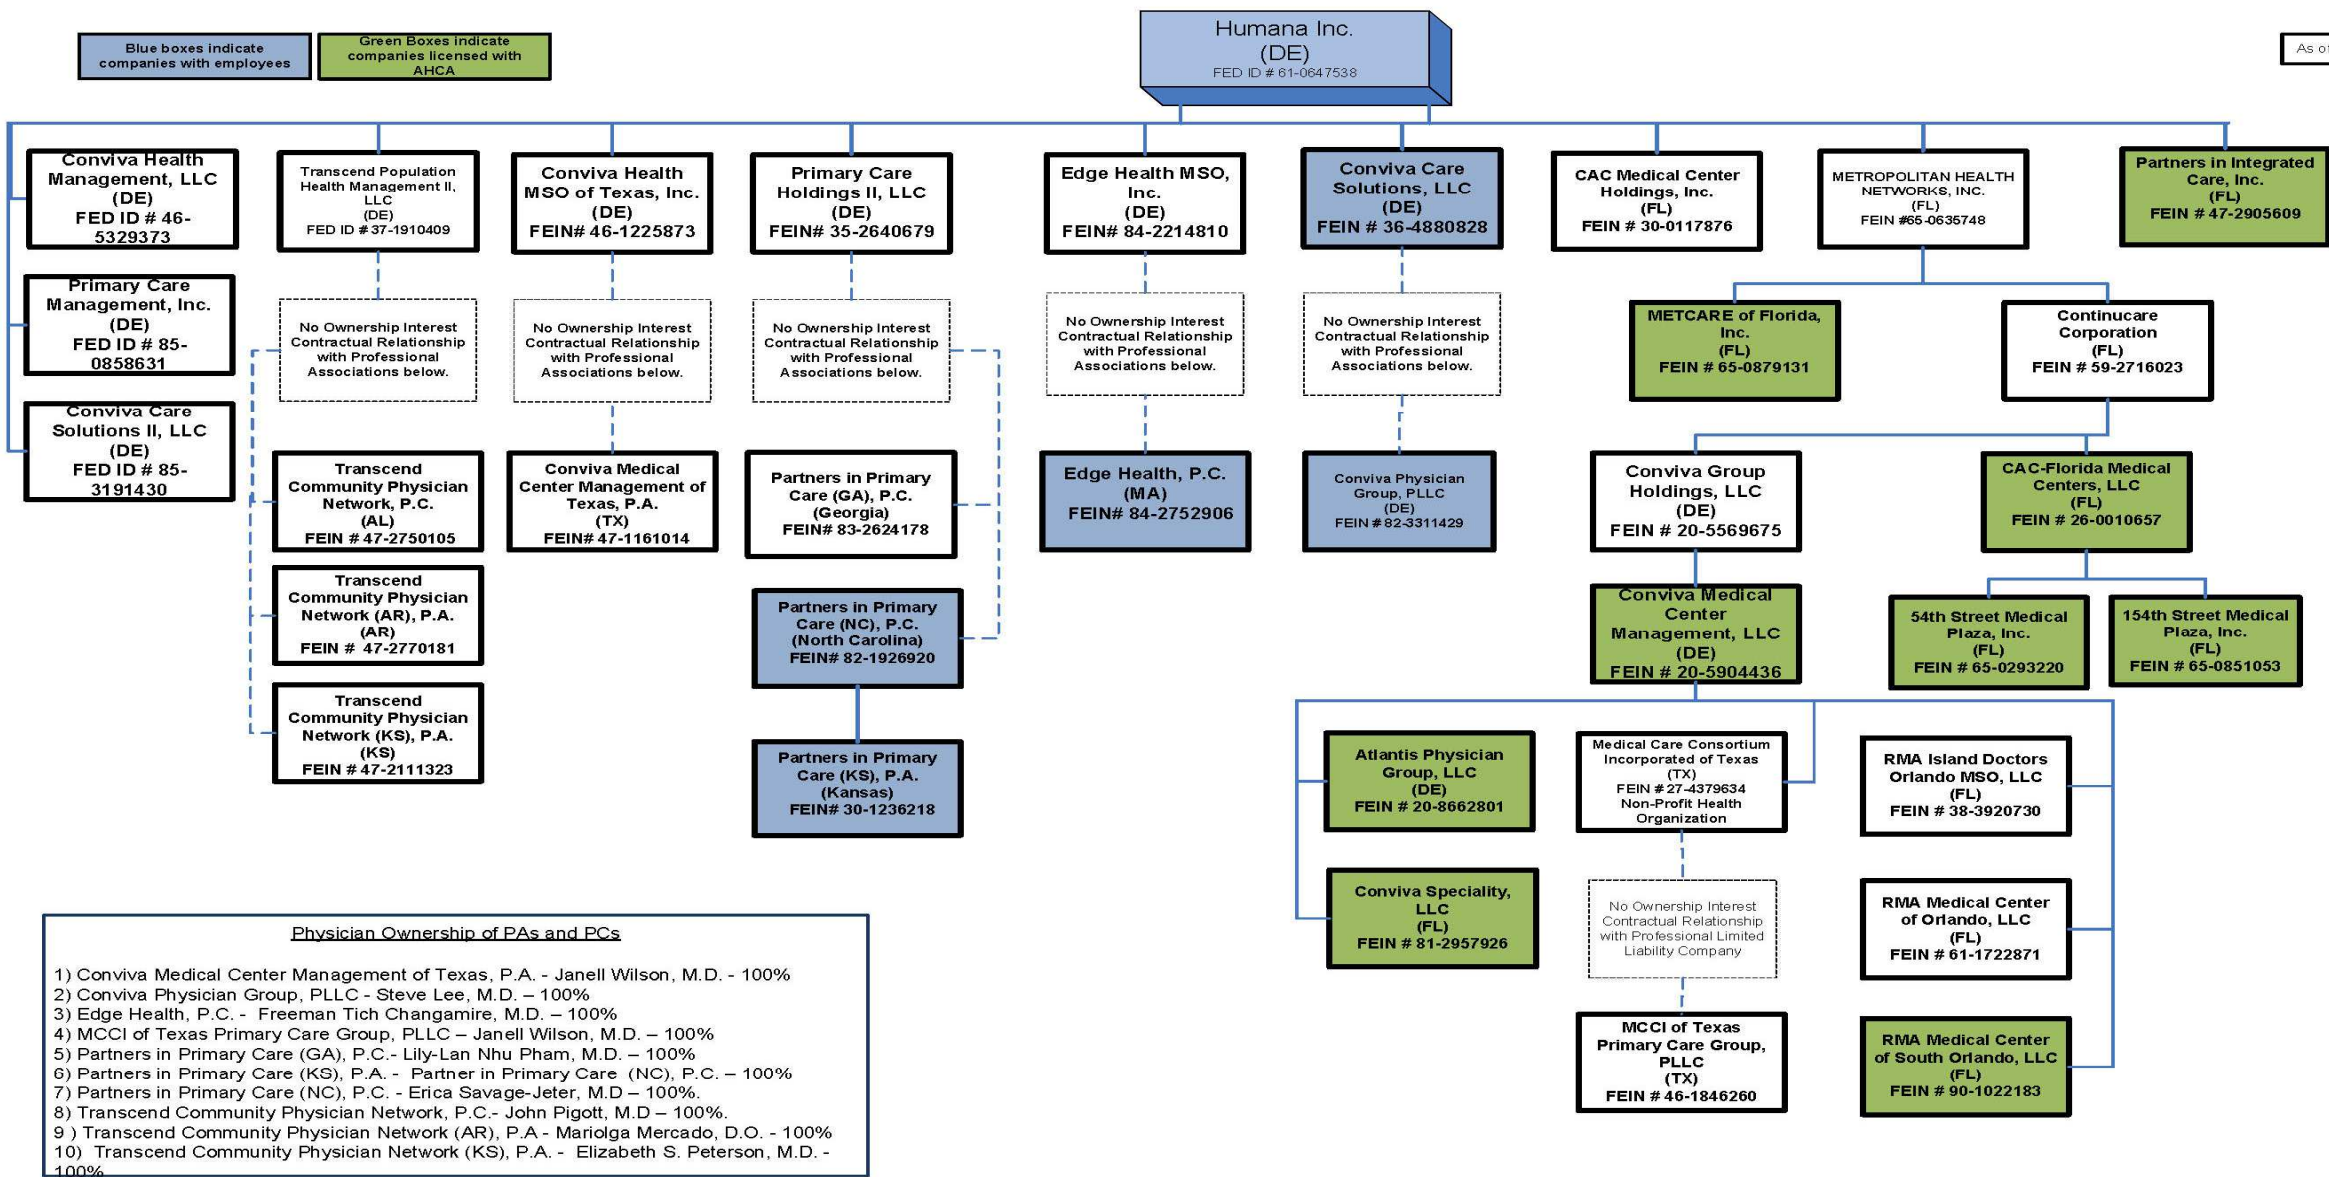 Blue boxes indicate
companies with employees
Green Boxes indicate
companies licensed with
AHCA
Humana Inc.
(DE)
FED ID # 61-0647538
As of
Conviva Health
Management, LLC
(DE)
FED ID # 46-
5329373
Transcend Population
Health Management II,
LLC
(DE)
FED ID # 37-1910409
Conviva Health
MSO of Texas, Inc.
(DE)
FEIN# 46-1225873
Primary Care
Holdings II, LLC
(DE)
FEIN# 35-2640679
Edge Health MSO,
Inc.
(DE)
FEIN# 84-2214810
Conviva Care
Solutions, LLC
(DE)
FEIN # 36-4880828
CAC Medical Center
Holdings, Inc.
(FL)
FEIN # 30-0117876
METROPOLITAN HEALTH
NETWORKS, INC.
(FL)
FEIN #65-0635748
Partners in Integrated
Care, Inc.
(FL)
FEIN # 47-2905609
Primary Care
Management, Inc.
(DE)
FED ID # 85-
0858631
No Ownership Interest
Contractual Relationship
with Professional
Associations below.
No Ownership Interest
Contractual Relationship
with Professional
Associations below.
No Ownership Interest
Contractual Relationship
with Professional
Associations below.
No Ownership Interest
Contractual Relationship
with Professional
Associations below.
No Ownership Interest
Contractual Relationship
with Professional
Associations below.
METCARE of Florida,
Inc.
(FL)
FEIN # 65-0879131
Continucare
Corporation
(FL)
FEIN # 59-2716023
Conviva Care
Solutions II, LLC
(DE)
FED ID # 85-
3191430
Transcend
Community Physician
Network, P.C.
(AL)
FEIN # 47-2750105
Conviva Medical
Center Management of
Texas, P.A.
(TX)
FEIN# 47-1161014
Partners in Primary
Care (GA), P.C.
(Georgia)
FEIN# 83-2624178
Edge Health, P.C.
(MA)
FEIN# 84-2752906
Conviva Physician
Group, PLLC
(DE)
FEIN # 82-3311429
Conviva Group
Holdings, LLC
(DE)
FEIN # 20-5569675
CAC-Florida Medical
Centers, LLC
(FL)
FEIN # 26-0010657
Transcend
Community Physician
Network (AR), P.A.
(AR)
FEIN # 47-2770181
Partners in Primary
Care (NC), P.C.
(North Carolina)
FEIN# 82-1926920
Conviva Medical
Center
Management, LLC
(DE)
FEIN # 20-5904436
54th Street Medical
Plaza, Inc.
(FL)
FEIN # 65-0293220
154th Street Medical
Plaza, Inc.
(FL)
FEIN # 65-0851053
Transcend
Community Physician
Network (KS), P.A.
(KS)
FEIN # 47-2111323
Partners in Primary
Care (KS), P.A.
(Kansas)
FEIN# 30-1236218
Atlantis Physician
Group, LLC
(DE)
FEIN # 20-8662801
Medical Care Consortium
Incorporated of Texas
(TX)
FEIN # 27-4379634
Non-Profit Health
Organization
RMA Island Doctors
Orlando MSO, LLC
(FL)
FEIN # 38-3920730
Conviva Speciality,
LLC
(FL)
FEIN # 81-2957926
No Ownership Interest
Contractual Relationship
with Professional Limited
Liability Company
RMA Medical Center
of Orlando, LLC
(FL)
FEIN # 61-1722871
MCCI of Texas
Primary Care Group,
PLLC
(TX)
FEIN # 46-1846260
RMA Medical Center
of South Orlando, LLC
(FL)
FEIN # 90-1022183
Physician Ownership of PAs and PCs
1) Conviva Medical Center Management of Texas, P.A. - Janell Wilson, M.D. - 100%
2) Conviva Physician Group, PLLC - Steve Lee, M.D. – 100%
3) Edge Health, P.C. - Freeman Tich Changamire, M.D. – 100%
4) MCCI of Texas Primary Care Group, PLLC – Janell Wilson, M.D. – 100%
5) Partners in Primary Care (GA), P.C.- Lily-Lan Nhu Pham, M.D. – 100%
6) Partners in Primary Care (KS), P.A. - Partner in Primary Care (NC), P.C. – 100%
7) Partners in Primary Care (NC), P.C. - Erica Savage-Jeter, M.D – 100%.
8) Transcend Community Physician Network, P.C.- John Pigott, M.D – 100%.
9 ) Transcend Community Physician Network (AR), P.A - Mariolga Mercado, D.O. - 100%
10) Transcend Community Physician Network (KS), P.A. - Elizabeth S. Peterson, M.D. -
100%